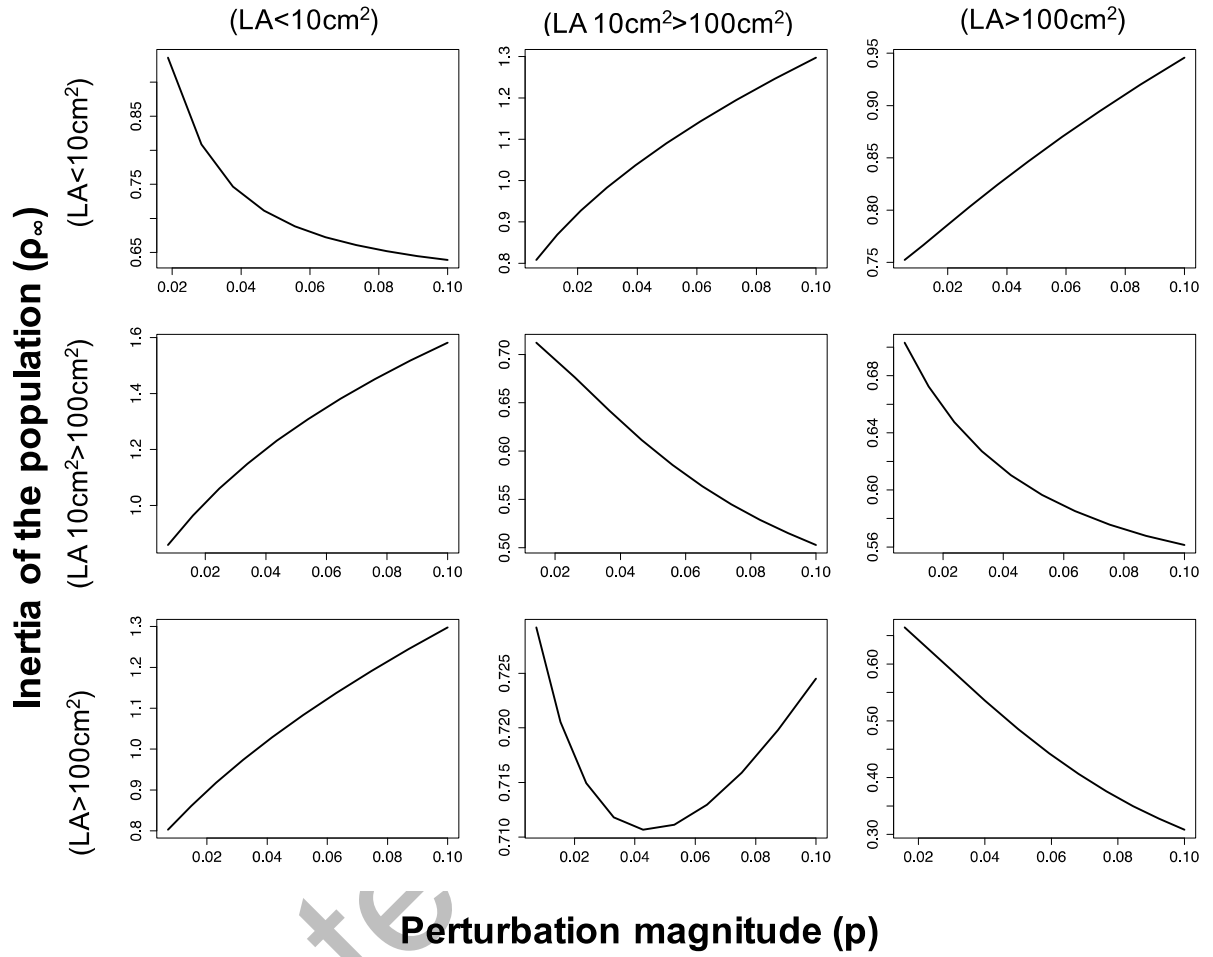 (LA<10cm²) (LA 10cm²>100cm²) (LA>100cm²)
Inertia of the population (ρ∞)
(LA<10cm²)
0.65 0.75 0.85
0.02 0.04 0.06 0.08 0.10
0.8 0.9 1.0 1.1 1.2 1.3
0.02 0.04 0.06 0.08 0.10
0.75 0.80 0.85 0.90 0.95
0.02 0.04 0.06 0.08 0.10
(LA 10cm²>100cm²)
1.0 1.2 1.4 1.6
0.02 0.04 0.06 0.08 0.10
0.50 0.55 0.60 0.65 0.70
0.02 0.04 0.06 0.08 0.10
0.56 0.60 0.64 0.68
0.02 0.04 0.06 0.08 0.10
(LA>100cm²)
0.8 0.9 1.0 1.1 1.2 1.3
0.02 0.04 0.06 0.08 0.10
0.710 0.715 0.720 0.725
0.02 0.04 0.06 0.08 0.10
0.30 0.40 0.50 0.60
0.02 0.04 0.06 0.08 0.10
Perturbation magnitude (p)